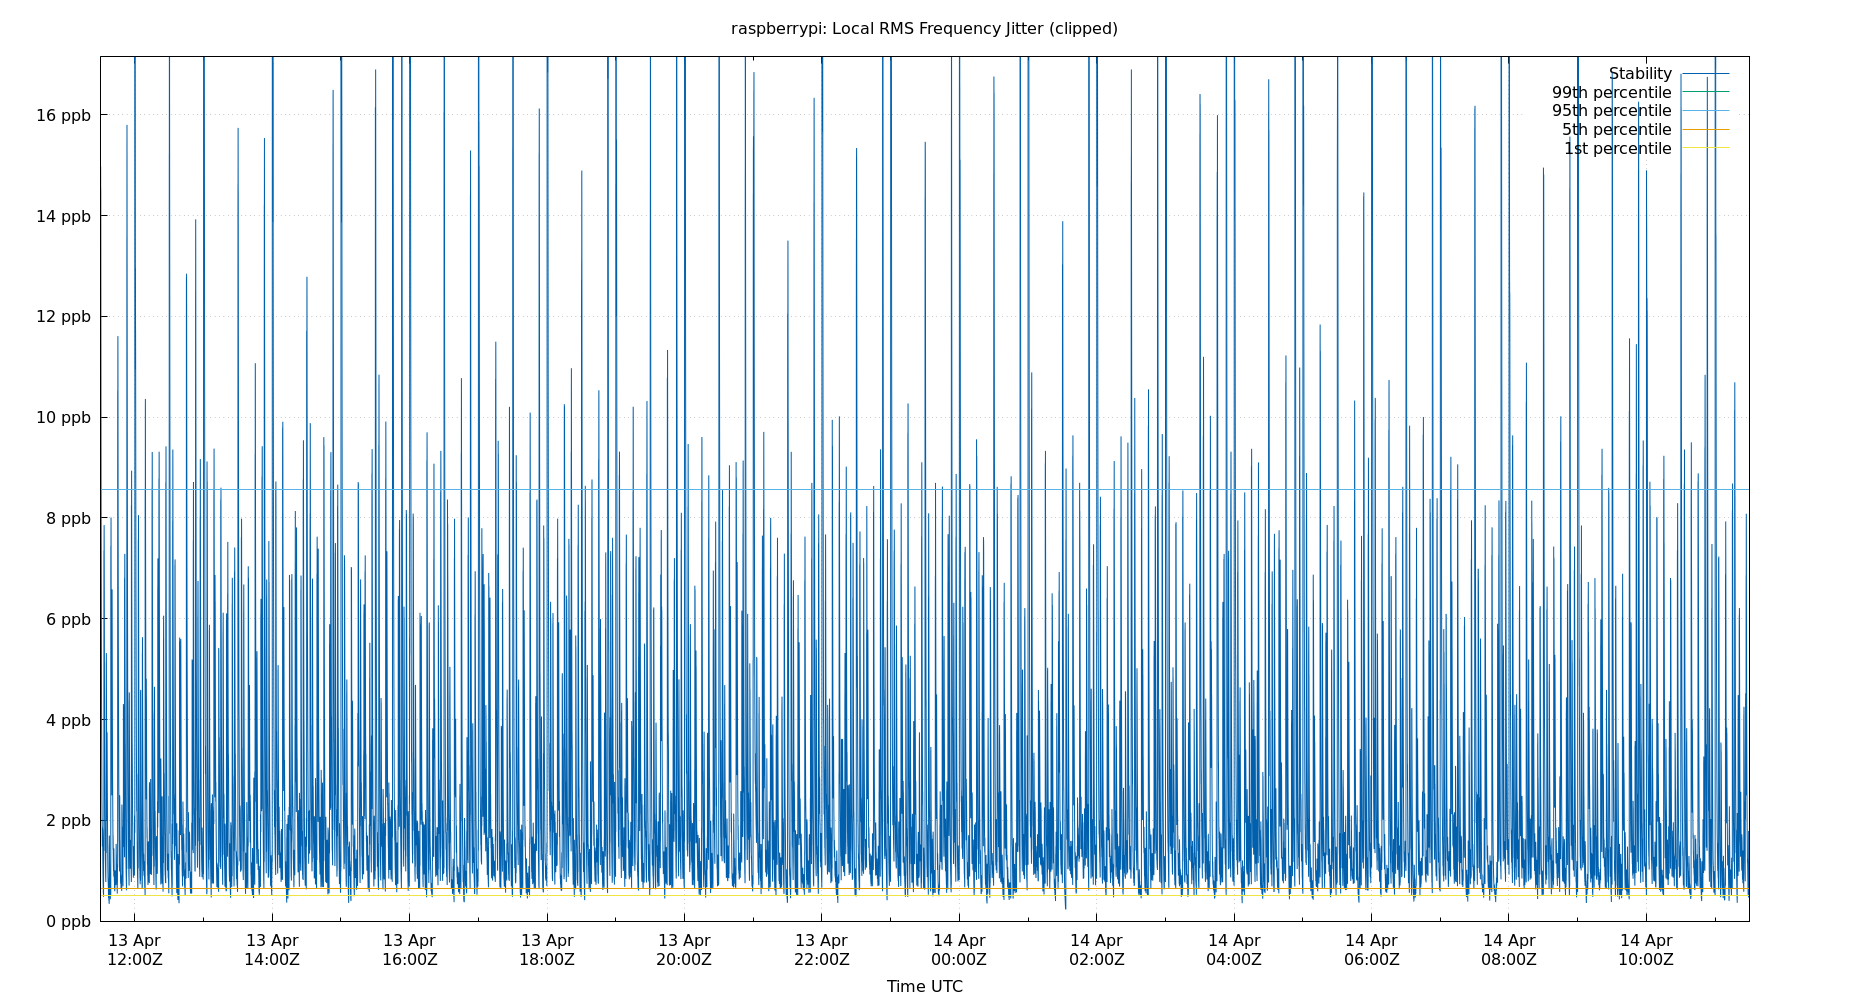 raspberrypi: Local RMS Frequency Jitter (clipped)
Stability
99th percentile
95th percentile
5th percentile
1st percentile
16 ppb
14 ppb
12 ppb
10 ppb
8 ppb
6 ppb
4 ppb
2 ppb
0 ppb
13 Apr 13 Apr 13 Apr 13 Apr 13 Apr 13 Apr 14 Apr 14 Apr 14 Apr 14 Apr 14 Apr 14 Apr
12:00Z 14:00Z 16:00Z 18:00Z 20:00Z 22:00Z 00:00Z 02:00Z 04:00Z 06:00Z 08:00Z 10:00Z
Time UTC